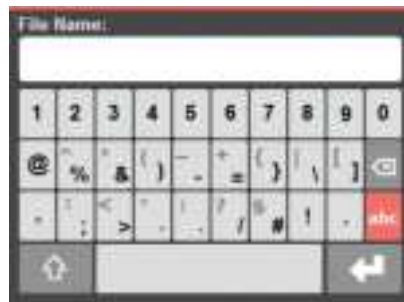 File Name:
1 2 3 4 5 6 7 8 9 0
@ ^ % * & ( ) - + = { } | \ [ ]
: ; < > ? / $ # ! .
abc